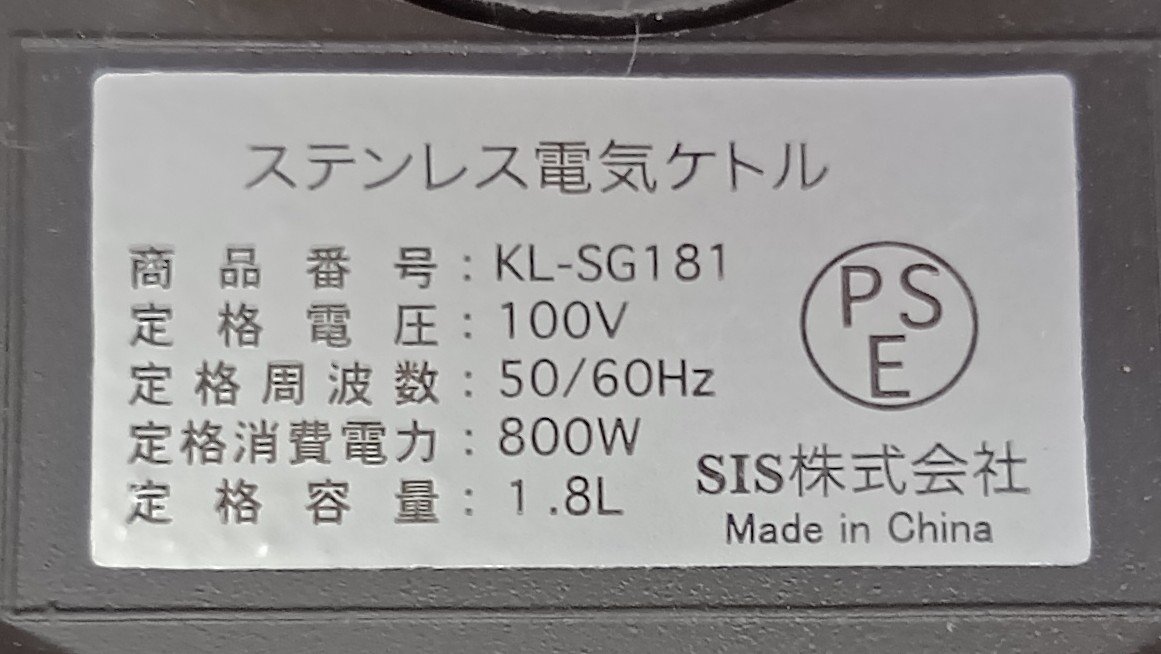 ステンレス電気ケトル
商品番号：KL-SG181
定格電圧：100V
定格周波数：50/60Hz
定格消費電力：800W
定格容量：1.8L
PS
E
SIS株式会社
Made in China